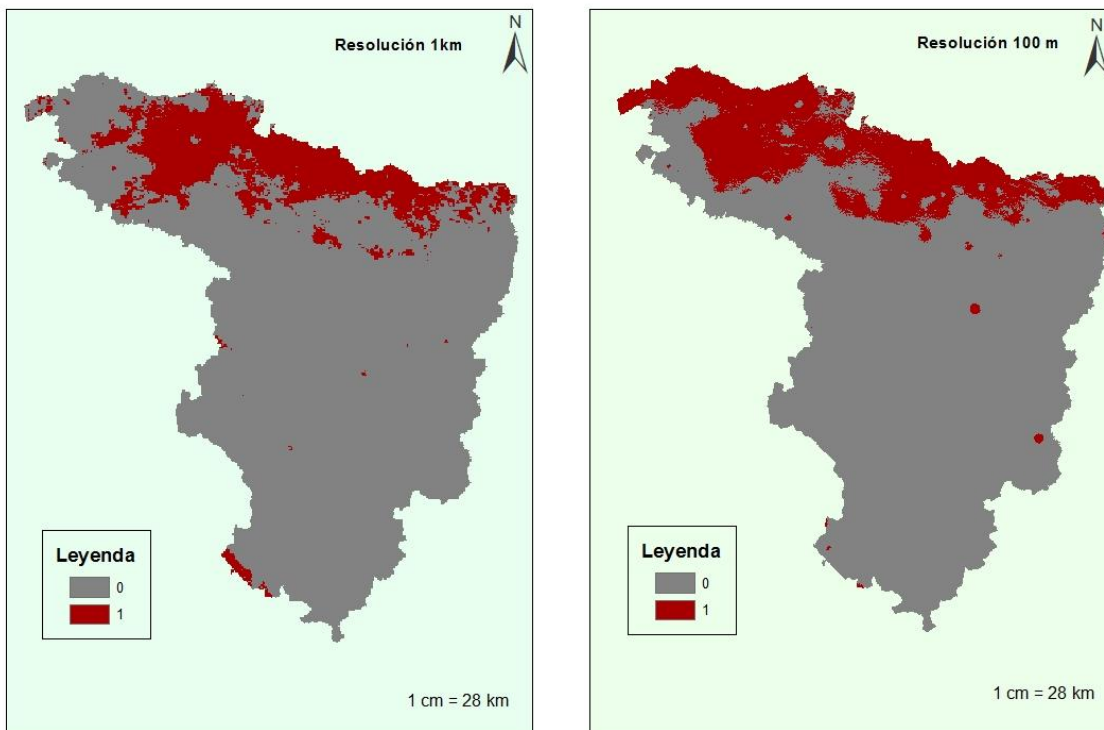 N
Resolución 1km
Leyenda
0
1
1 cm = 28 km
N
Resolución 100 m
Leyenda
0
1
1 cm = 28 km